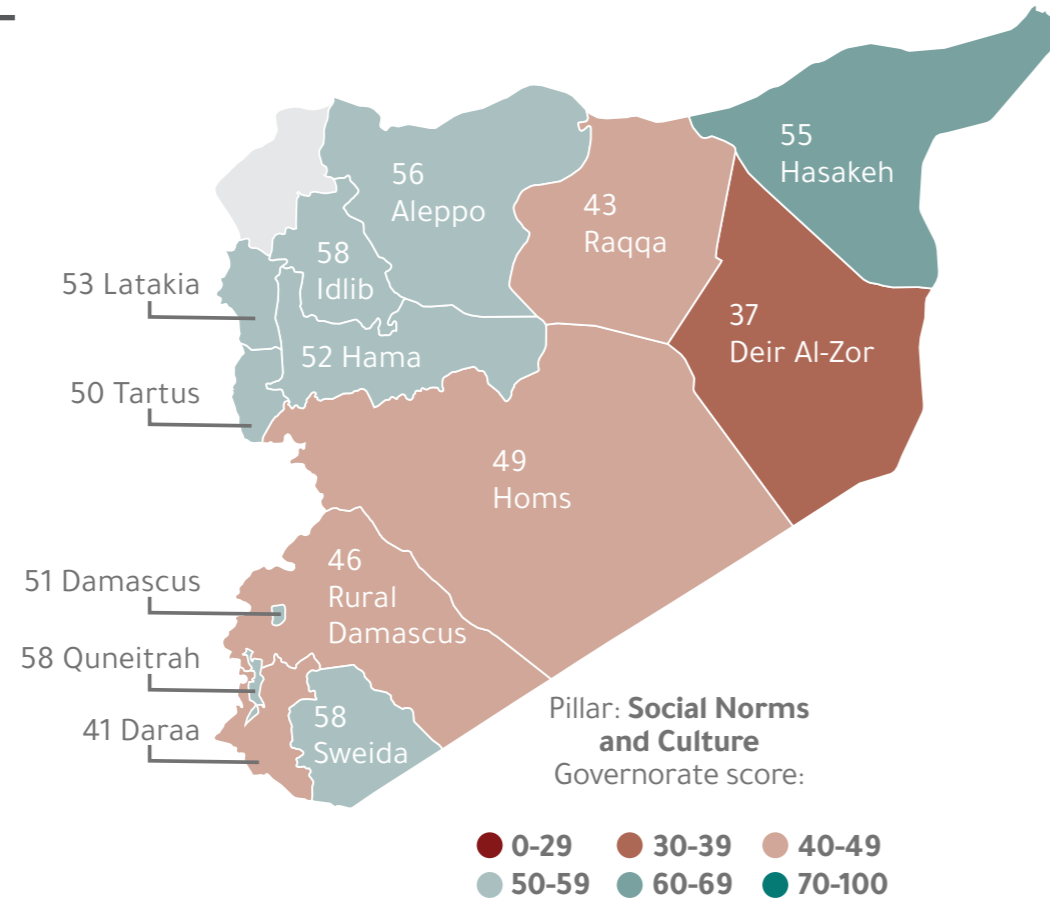 55
Hasakeh
56
Aleppo
43
Raqqa
58
Idlib
53 Latakia
37
Deir Al-Zor
52 Hama
50 Tartus
49
Homs
46
Rural
Damascus
51 Damascus
58 Quneitrah
41 Daraa
58
Sweida
Pillar: Social Norms
and Culture
Governorate score:
0-29 30-39 40-49
50-59 60-69 70-100